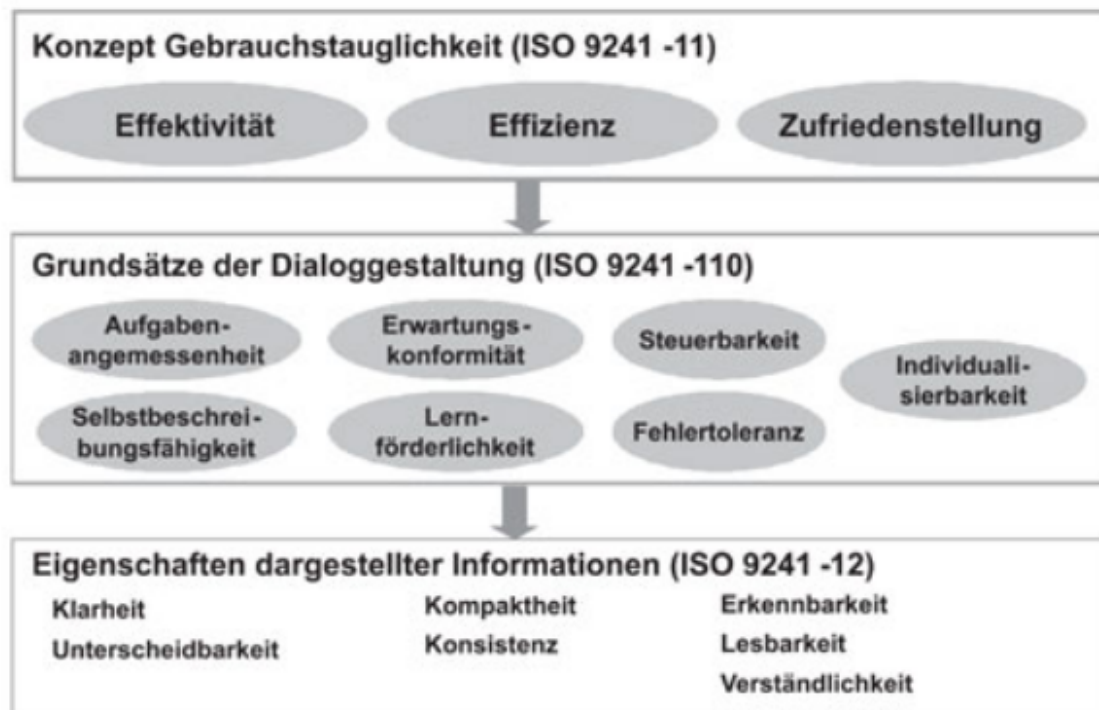 Konzept Gebrauchstauglichkeit (ISO 9241 -11)
Effektivität
Effizienz
Zufriedenstellung
Grundsätze der Dialoggestaltung (ISO 9241 -110)
Aufgaben-
angemessenheit
Erwartungs-
konformität
Steuerbarkeit
Individuali-
sierbarkeit
Selbstbeschrei-
bungsfähigkeit
Lern-
förderlichkeit
Fehlertoleranz
Eigenschaften dargestellter Informationen (ISO 9241 -12)
Klarheit
Kompaktheit
Erkennbarkeit
Unterscheidbarkeit
Konsistenz
Lesbarkeit
Verständlichkeit